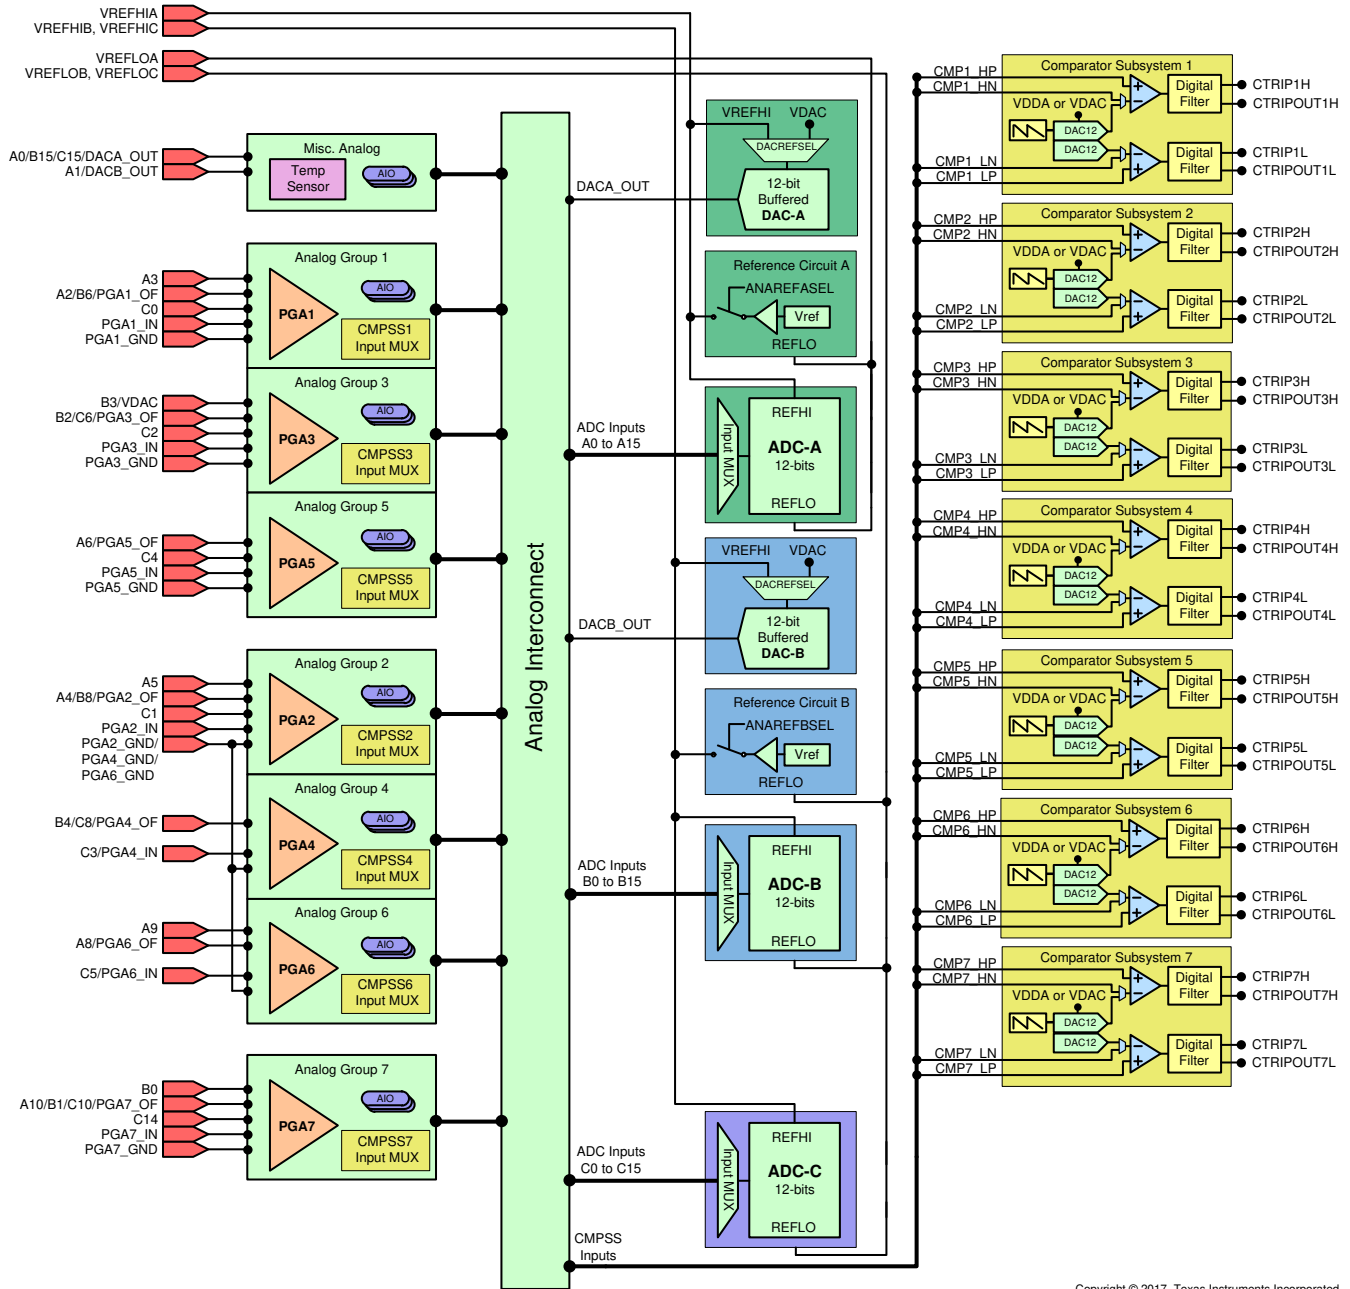 VREFHIA
VREFHIB, VREFHIC
VREFLOA
VREFLOB, VREFLOC
A0/B15/C15/DACA_OUT
A1/DACB_OUT
Misc. Analog
Temp
Sensor
AIO
A3
A2/B6/PGA1_OF
C0
PGA1_IN
PGA1_GND
Analog Group 1
PGA1
AIO
CMPSS1
Input MUX
B3/VDAC
B2/C6/PGA3_OF
C2
PGA3_IN
PGA3_GND
Analog Group 3
PGA3
AIO
CMPSS3
Input MUX
A6/PGA5_OF
C4
PGA5_IN
PGA5_GND
Analog Group 5
PGA5
AIO
CMPSS5
Input MUX
A5
A4/B8/PGA2_OF
C1
PGA2_IN
PGA2_GND/
PGA4_GND/
PGA6_GND
Analog Group 2
PGA2
AIO
CMPSS2
Input MUX
B4/C8/PGA4_OF
C3/PGA4_IN
Analog Group 4
PGA4
AIO
CMPSS4
Input MUX
A9
A8/PGA6_OF
C5/PGA6_IN
Analog Group 6
PGA6
AIO
CMPSS6
Input MUX
B0
A10/B1/C10/PGA7_OF
C14
PGA7_IN
PGA7_GND
Analog Group 7
PGA7
AIO
CMPSS7
Input MUX
Analog Interconnect
DACA_OUT
VREFHI
VDAC
DACREFSEL
12-bit
Buffered
DAC-A
Reference Circuit A
ANAREFASEL
Vref
REFLO
ADC Inputs
A0 to A15
Input MUX
REFHI
ADC-A
12-bits
REFLO
DACB_OUT
VREFHI
VDAC
DACREFSEL
12-bit
Buffered
DAC-B
Reference Circuit B
ANAREFBSEL
Vref
REFLO
ADC Inputs
B0 to B15
Input MUX
REFHI
ADC-B
12-bits
REFLO
ADC Inputs
C0 to C15
Input MUX
REFHI
ADC-C
12-bits
REFLO
CMPSS
Inputs
CMP1_HP
CMP1_HN
CMP1_LN
CMP1_LP
Comparator Subsystem 1
VDDA or VDAC
DAC12
DAC12
Digital
Filter
Digital
Filter
CTRIP1H
CTRIPOUT1H
CTRIP1L
CTRIPOUT1L
CMP2_HP
CMP2_HN
CMP2_LN
CMP2_LP
Comparator Subsystem 2
VDDA or VDAC
DAC12
DAC12
Digital
Filter
Digital
Filter
CTRIP2H
CTRIPOUT2H
CTRIP2L
CTRIPOUT2L
CMP3_HP
CMP3_HN
CMP3_LN
CMP3_LP
Comparator Subsystem 3
VDDA or VDAC
DAC12
DAC12
Digital
Filter
Digital
Filter
CTRIP3H
CTRIPOUT3H
CTRIP3L
CTRIPOUT3L
CMP4_HP
CMP4_HN
CMP4_LN
CMP4_LP
Comparator Subsystem 4
VDDA or VDAC
DAC12
DAC12
Digital
Filter
Digital
Filter
CTRIP4H
CTRIPOUT4H
CTRIP4L
CTRIPOUT4L
CMP5_HP
CMP5_HN
CMP5_LN
CMP5_LP
Comparator Subsystem 5
VDDA or VDAC
DAC12
DAC12
Digital
Filter
Digital
Filter
CTRIP5H
CTRIPOUT5H
CTRIP5L
CTRIPOUT5L
CMP6_HP
CMP6_HN
CMP6_LN
CMP6_LP
Comparator Subsystem 6
VDDA or VDAC
DAC12
DAC12
Digital
Filter
Digital
Filter
CTRIP6H
CTRIPOUT6H
CTRIP6L
CTRIPOUT6L
CMP7_HP
CMP7_HN
CMP7_LN
CMP7_LP
Comparator Subsystem 7
VDDA or VDAC
DAC12
DAC12
Digital
Filter
Digital
Filter
CTRIP7H
CTRIPOUT7H
CTRIP7L
CTRIPOUT7L
Copyright © 2017, Texas Instruments Incorporated